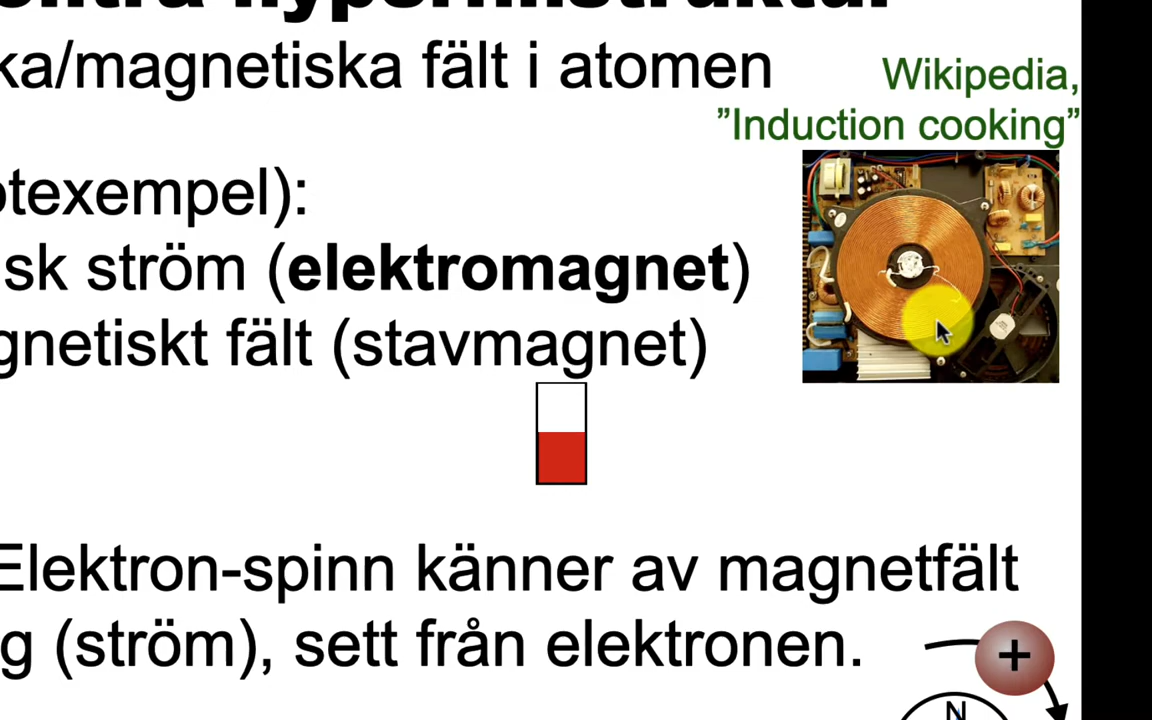 ka/magnetiska fält i atomen
Wikipedia,
”Induction cooking”
otexempel):
sk ström (elektromagnet)
gnetiskt fält (stavmagnet)
Elektron-spinn känner av magnetfält
g (ström), sett från elektronen.
+
N